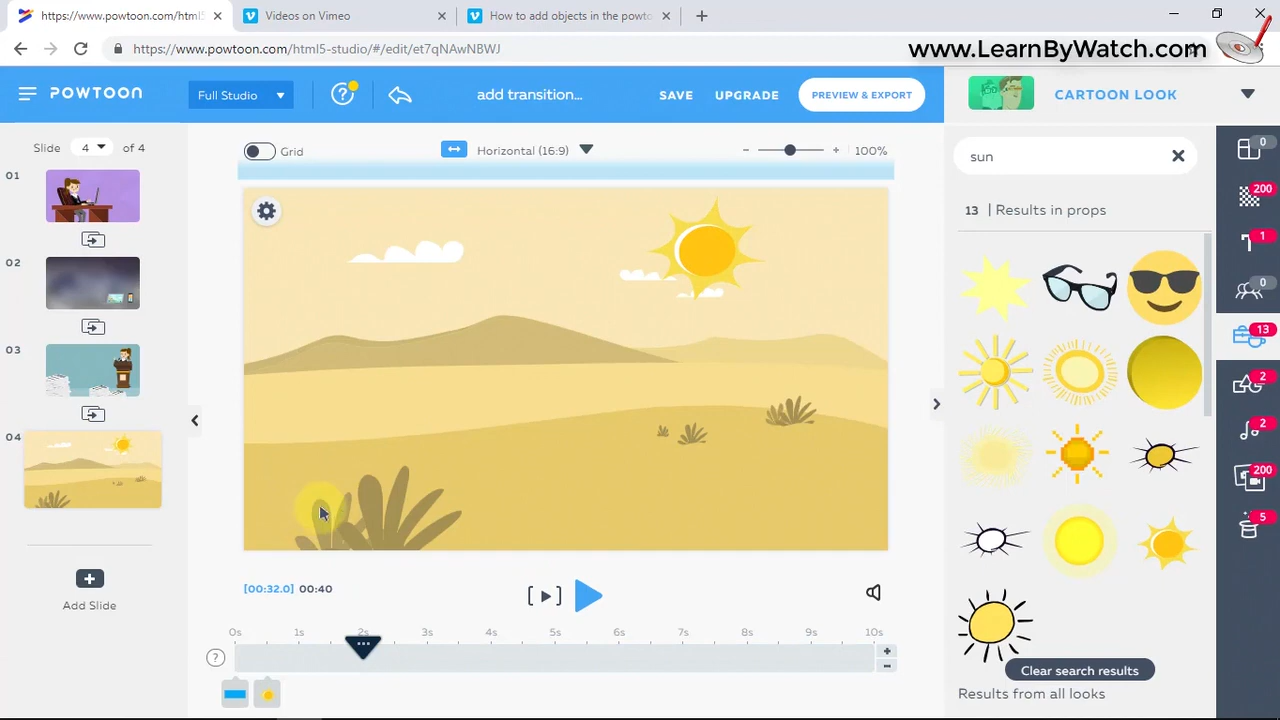 https://www.powtoon.com/html5
Videos on Vimeo
How to add objects in the powto
https://www.powtoon.com/html5-studio/#/edit/et7qNAwNBWJ
www.LearnByWatch.com
POWTOON
Full Studio
?
add transition...
SAVE
UPGRADE
PREVIEW & EXPORT
CARTOON LOOK
Slide 4 of 4
Grid
Horizontal (16:9)
- + 100%
sun
0
200
1
0
13
2
2
200
5
13 | Results in props
01
02
03
04
Add Slide
[00:32.0] 00:40
0s 1s 2s 3s 4s 5s 6s 7s 8s 9s 10s
?
+
-
Clear search results
Results from all looks